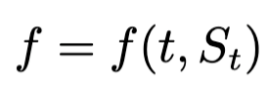 f = f(t, S_t)